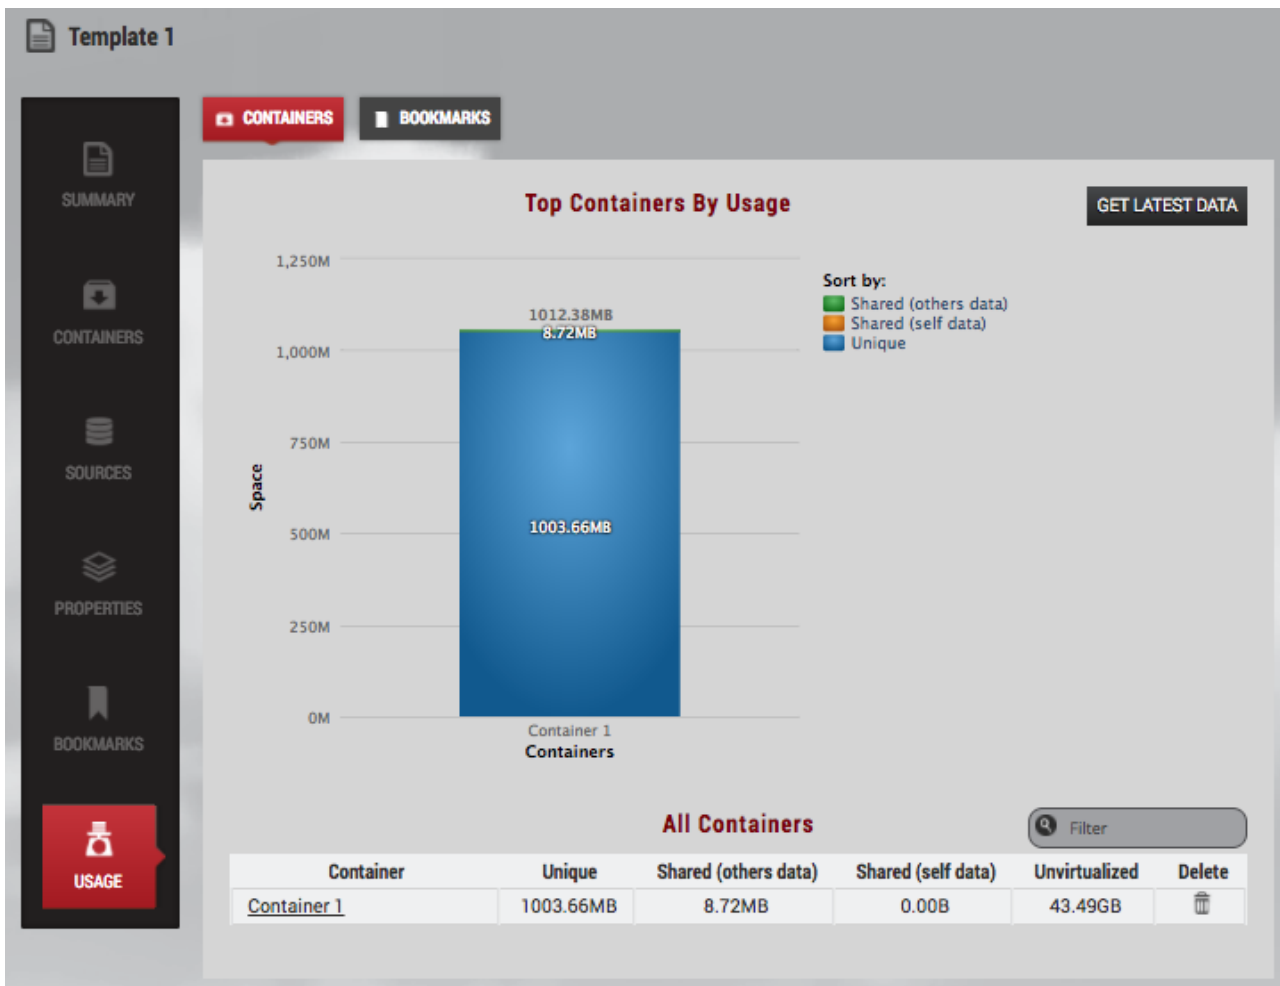 Template 1
CONTAINERS
BOOKMARKS
SUMMARY
CONTAINERS
SOURCES
PROPERTIES
BOOKMARKS
USAGE
Top Containers By Usage
GET LATEST DATA
1,250M
1,000M
750M
500M
250M
0M
Space
1012.38MB
8.72MB
1003.66MB
Container 1
Containers
Sort by:
Shared (others data)
Shared (self data)
Unique
All Containers
Filter
Container Unique Shared (others data) Shared (self data) Unvirtualized Delete
Container 1 1003.66MB 8.72MB 0.00B 43.49GB